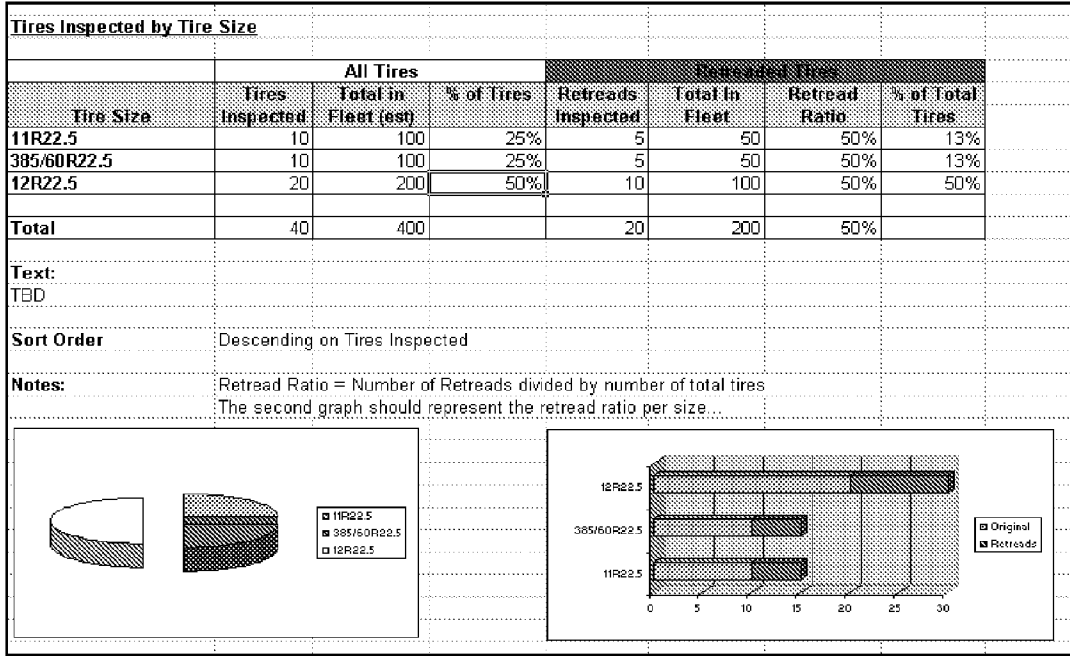 Tires Inspected by Tire Size
All Tires Retreaded Tires
Tire Size Tires Inspected Total in Fleet (est) % of Tires Retreads Inspected Total In Fleet Retread Ratio % of Total Tires
11R22.5 10 100 25% 5 50 50% 13%
385/60R22.5 10 100 25% 5 50 50% 13%
12R22.5 20 200 50% 10 100 50% 50%
Total 40 400 20 200 50%
Text:
TBD
Sort Order Descending on Tires Inspected
Notes: Retread Ratio = Number of Retreads divided by number of total tires
The second graph should represent the retread ratio per size...
11R22.5
385/60R22.5
12R22.5
12R22.5
385/60R22.5
11R22.5
0 5 10 15 20 25 30
Original
Retreads